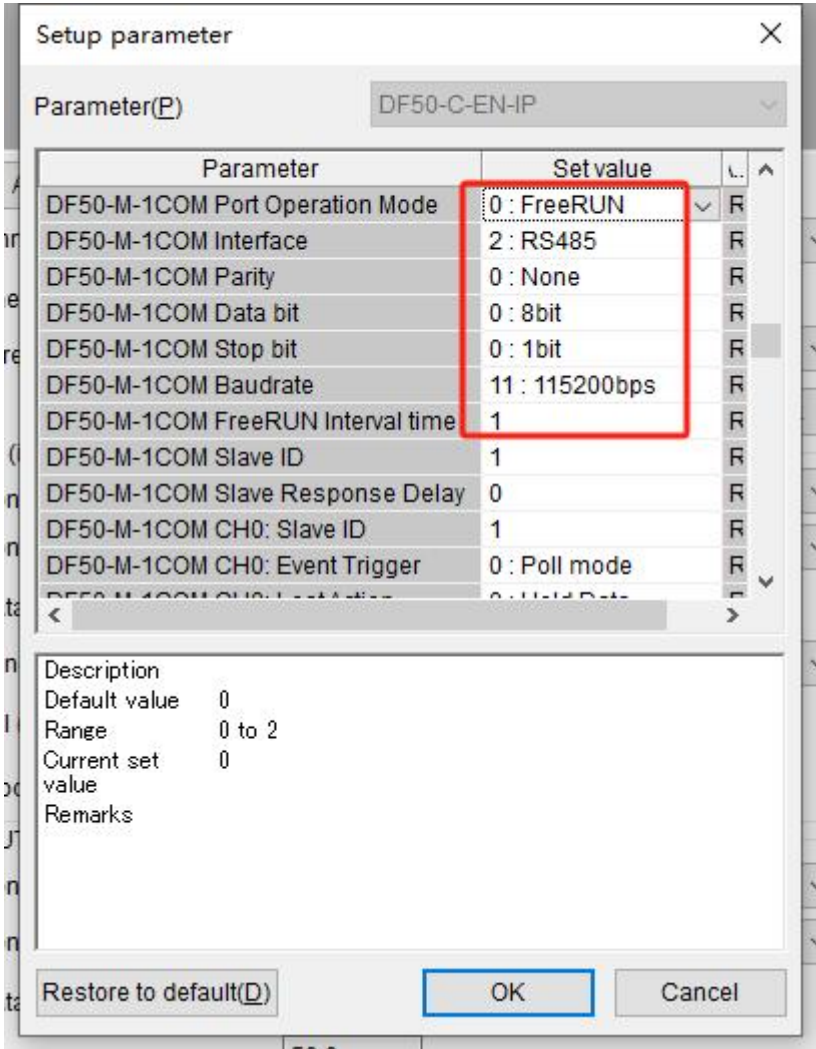 Setup parameter
Parameter(P) DF50-C-EN-IP
Parameter Set value
DF50-M-1COM Port Operation Mode 0 : FreeRUN R
DF50-M-1COM Interface 2 : RS485 R
DF50-M-1COM Parity 0 : None R
DF50-M-1COM Data bit 0 : 8bit R
DF50-M-1COM Stop bit 0 : 1bit R
DF50-M-1COM Baudrate 11 : 115200bps R
DF50-M-1COM FreeRUN Interval time 1 R
DF50-M-1COM Slave ID 1 R
DF50-M-1COM Slave Response Delay 0 R
DF50-M-1COM CH0: Slave ID 1 R
DF50-M-1COM CH0: Event Trigger 0 : Poll mode R
Description
Default value 0
Range 0 to 2
Current set value 0
Remarks
Restore to default(D) OK Cancel